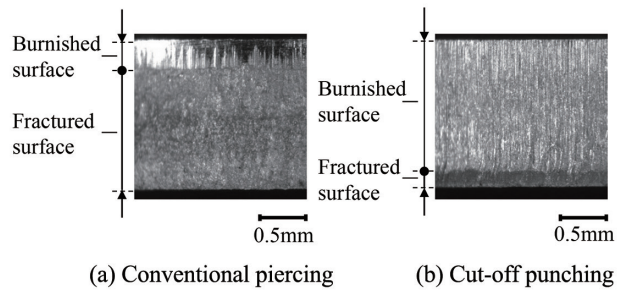 Burnished
surface
Fractured
surface
0.5mm
(a) Conventional piercing
Burnished
surface
Fractured
surface
0.5mm
(b) Cut-off punching